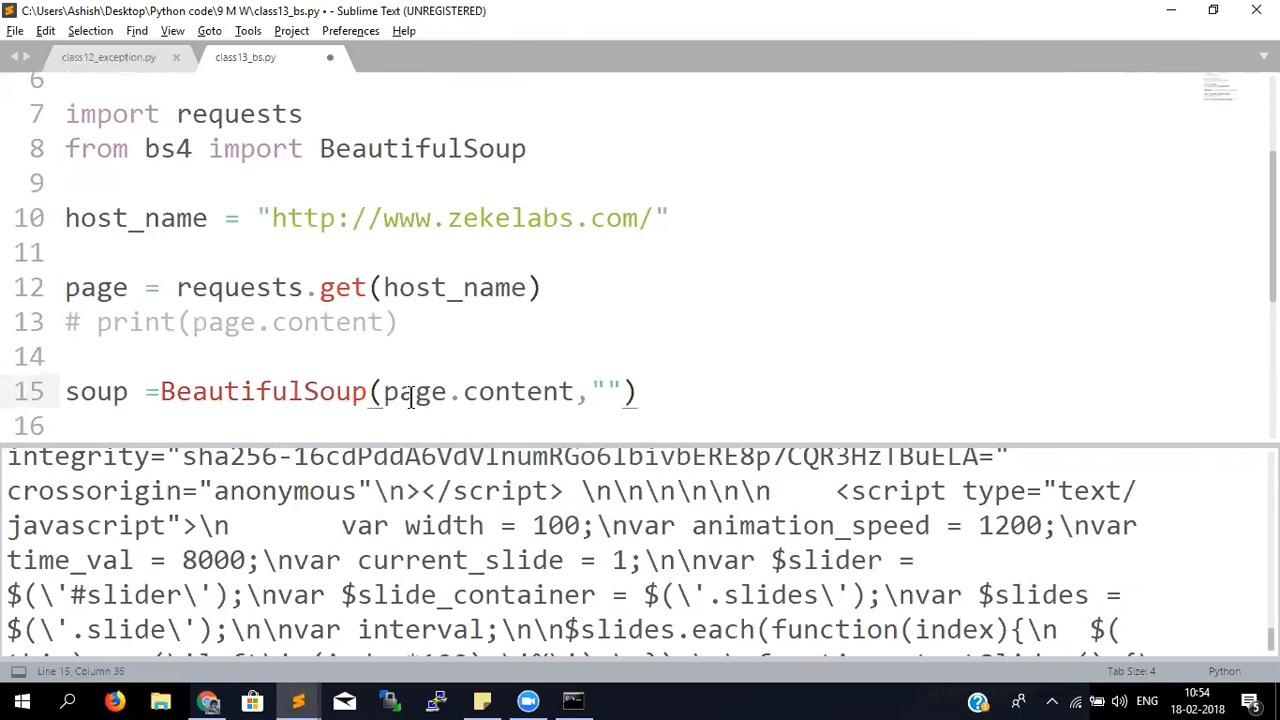 C:\Users\Ashish\Desktop\Python code\9 M W\class13_bs.py • - Sublime Text (UNREGISTERED)
File Edit Selection Find View Goto Tools Project Preferences Help
class12_exception.py class13_bs.py
6
7 import requests
8 from bs4 import BeautifulSoup
9
10 host_name = "http://www.zekelabs.com/"
11
12 page = requests.get(host_name)
13 # print(page.content)
14
15 soup =BeautifulSoup(page.content,"")
16
crossorigin="anonymous"\n></script> \n\n\n\n\n\n    <script type="text/
javascript">\n       var width = 100;\nvar animation_speed = 1200;\nvar
time_val = 8000;\nvar current_slide = 1;\n\nvar $slider =
$(\'#slider\');\nvar $slide_container = $(\'.slides\');\nvar $slides =
$(\'.slide\');\n\nvar interval;\n\n$slides.each(function(index){\n  $(
Line 15, Column 35 Tab Size: 4 Python
ENG 10:54 18-02-2018 5